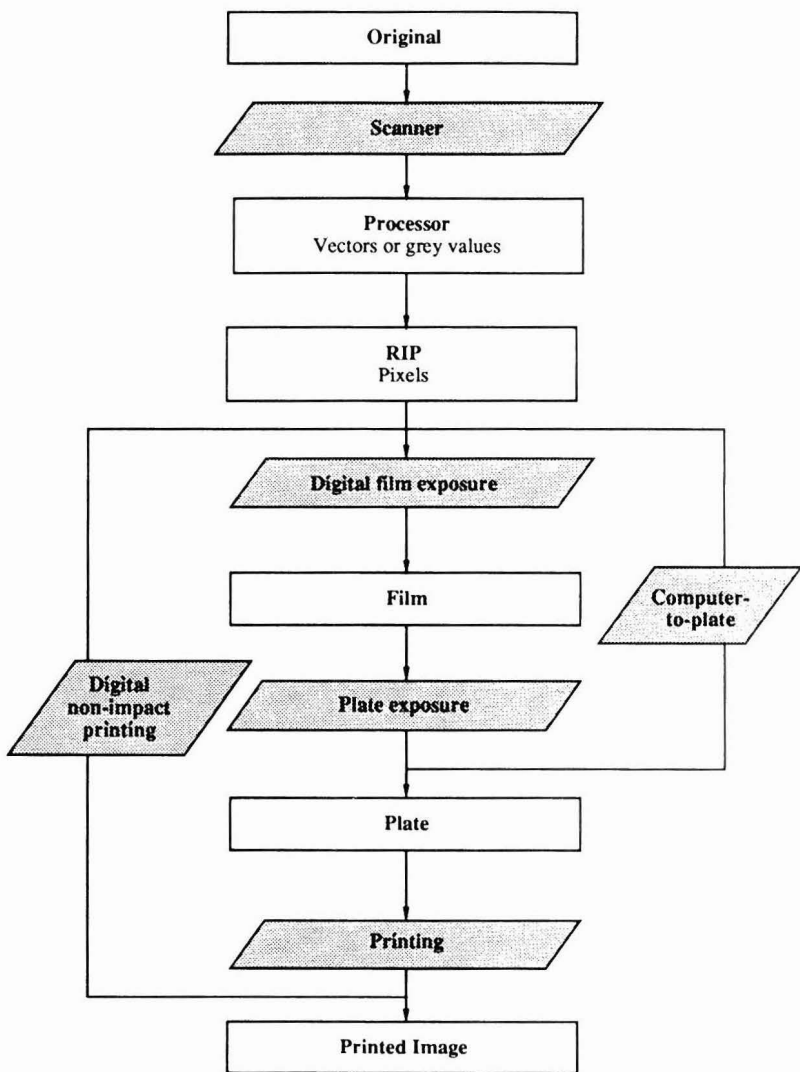 Original
Scanner
Processor
Vectors or grey values
RIP
Pixels
Digital film exposure
Film
Computer-
to-plate
Digital
non-impact
printing
Plate exposure
Plate
Printing
Printed Image